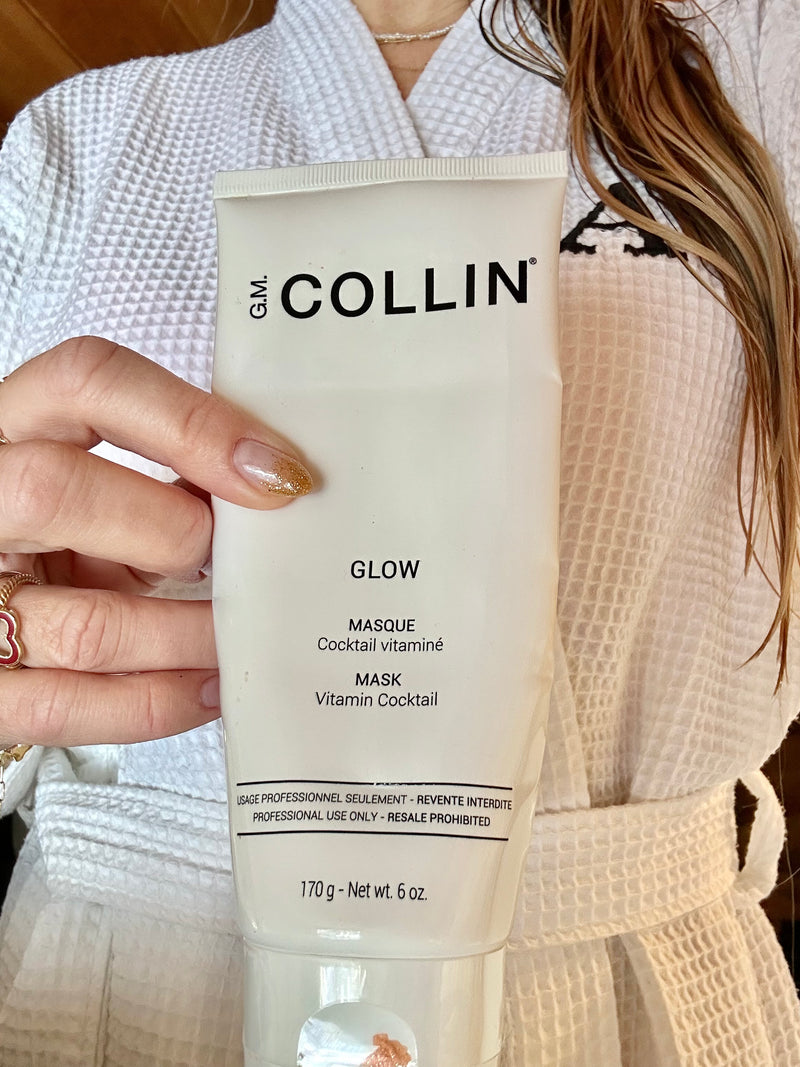 G.M. COLLIN®
A
GLOW
MASQUE
Cocktail vitaminé
MASK
Vitamin Cocktail
USAGE PROFESSIONNEL SEULEMENT - REVENTE INTERDITE
PROFESSIONAL USE ONLY - RESALE PROHIBITED
170 g - Net wt. 6 oz.